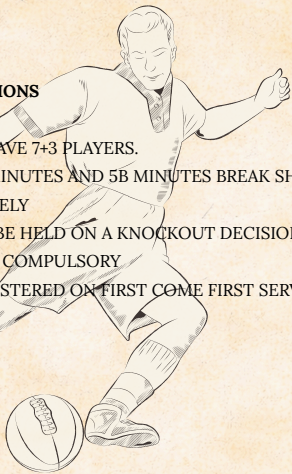 IONS
AVE 7+3 PLAYERS.
INUTES AND 5B MINUTES BREAK SH
ELY
BE HELD ON A KNOCKOUT DECISION
COMPULSORY
STERED ON FIRST COME FIRST SERV